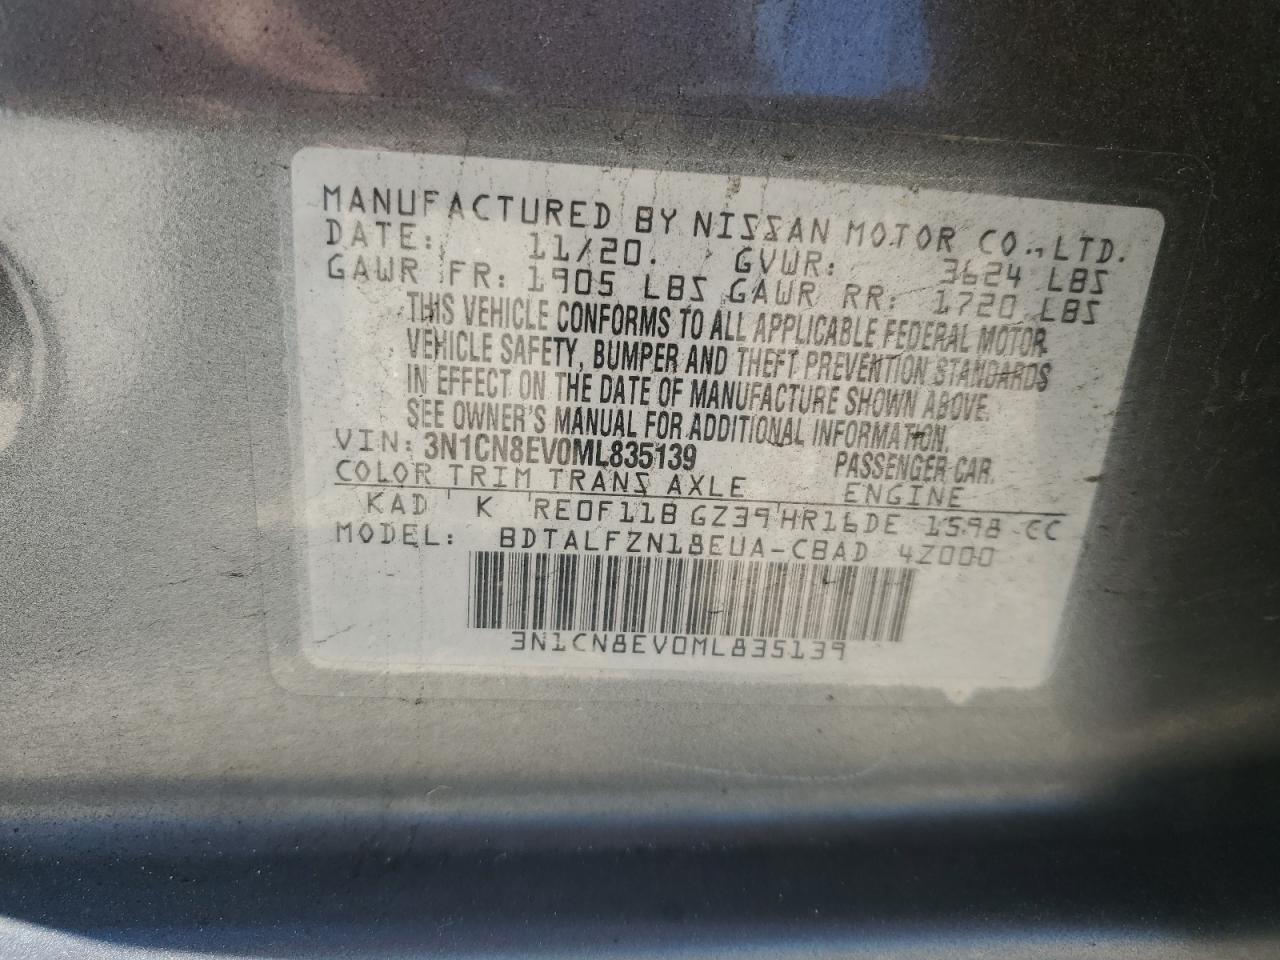 MANUFACTURED BY NISSAN MOTOR CO., LTD.
DATE: 11/20. GVWR: 3624 LBS
GAWR FR: 1905 LBS GAWR RR: 1720 LBS
THIS VEHICLE CONFORMS TO ALL APPLICABLE FEDERAL MOTOR
VEHICLE SAFETY, BUMPER AND THEFT PREVENTION STANDARDS
IN EFFECT ON THE DATE OF MANUFACTURE SHOWN ABOVE.
SEE OWNER'S MANUAL FOR ADDITIONAL INFORMATION.
VIN: 3N1CN8EV0ML835139 PASSENGER CAR.
COLOR TRIM TRANS AXLE ENGINE
KAD K RE0F11B GZ39 HR16DE 1598 CC
MODEL: BDTALFZN18EUA-CBAD 4Z000
3N1CN8EV0ML835139